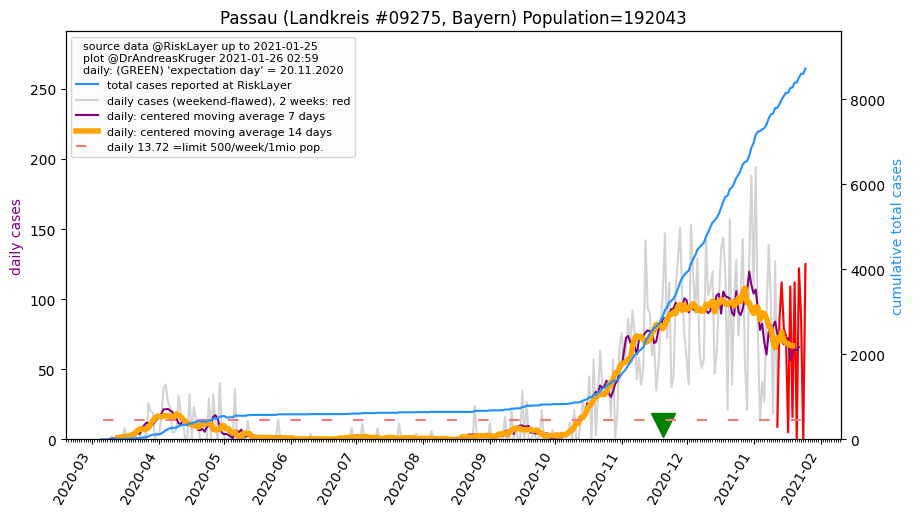 Passau (Landkreis #09275, Bayern) Population=192043
source data @RiskLayer up to 2021-01-25
plot @DrAndreasKruger 2021-01-26 02:59
daily: (GREEN) 'expectation day' = 20.11.2020
total cases reported at RiskLayer
daily cases (weekend-flawed), 2 weeks: red
daily: centered moving average 7 days
daily: centered moving average 14 days
daily 13.72 =limit 500/week/1mio pop.
daily cases
250
200
150
100
50
0
cumulative total cases
8000
6000
4000
2000
0
2020-03
2020-04
2020-05
2020-06
2020-07
2020-08
2020-09
2020-10
2020-11
2020-12
2021-01
2021-02